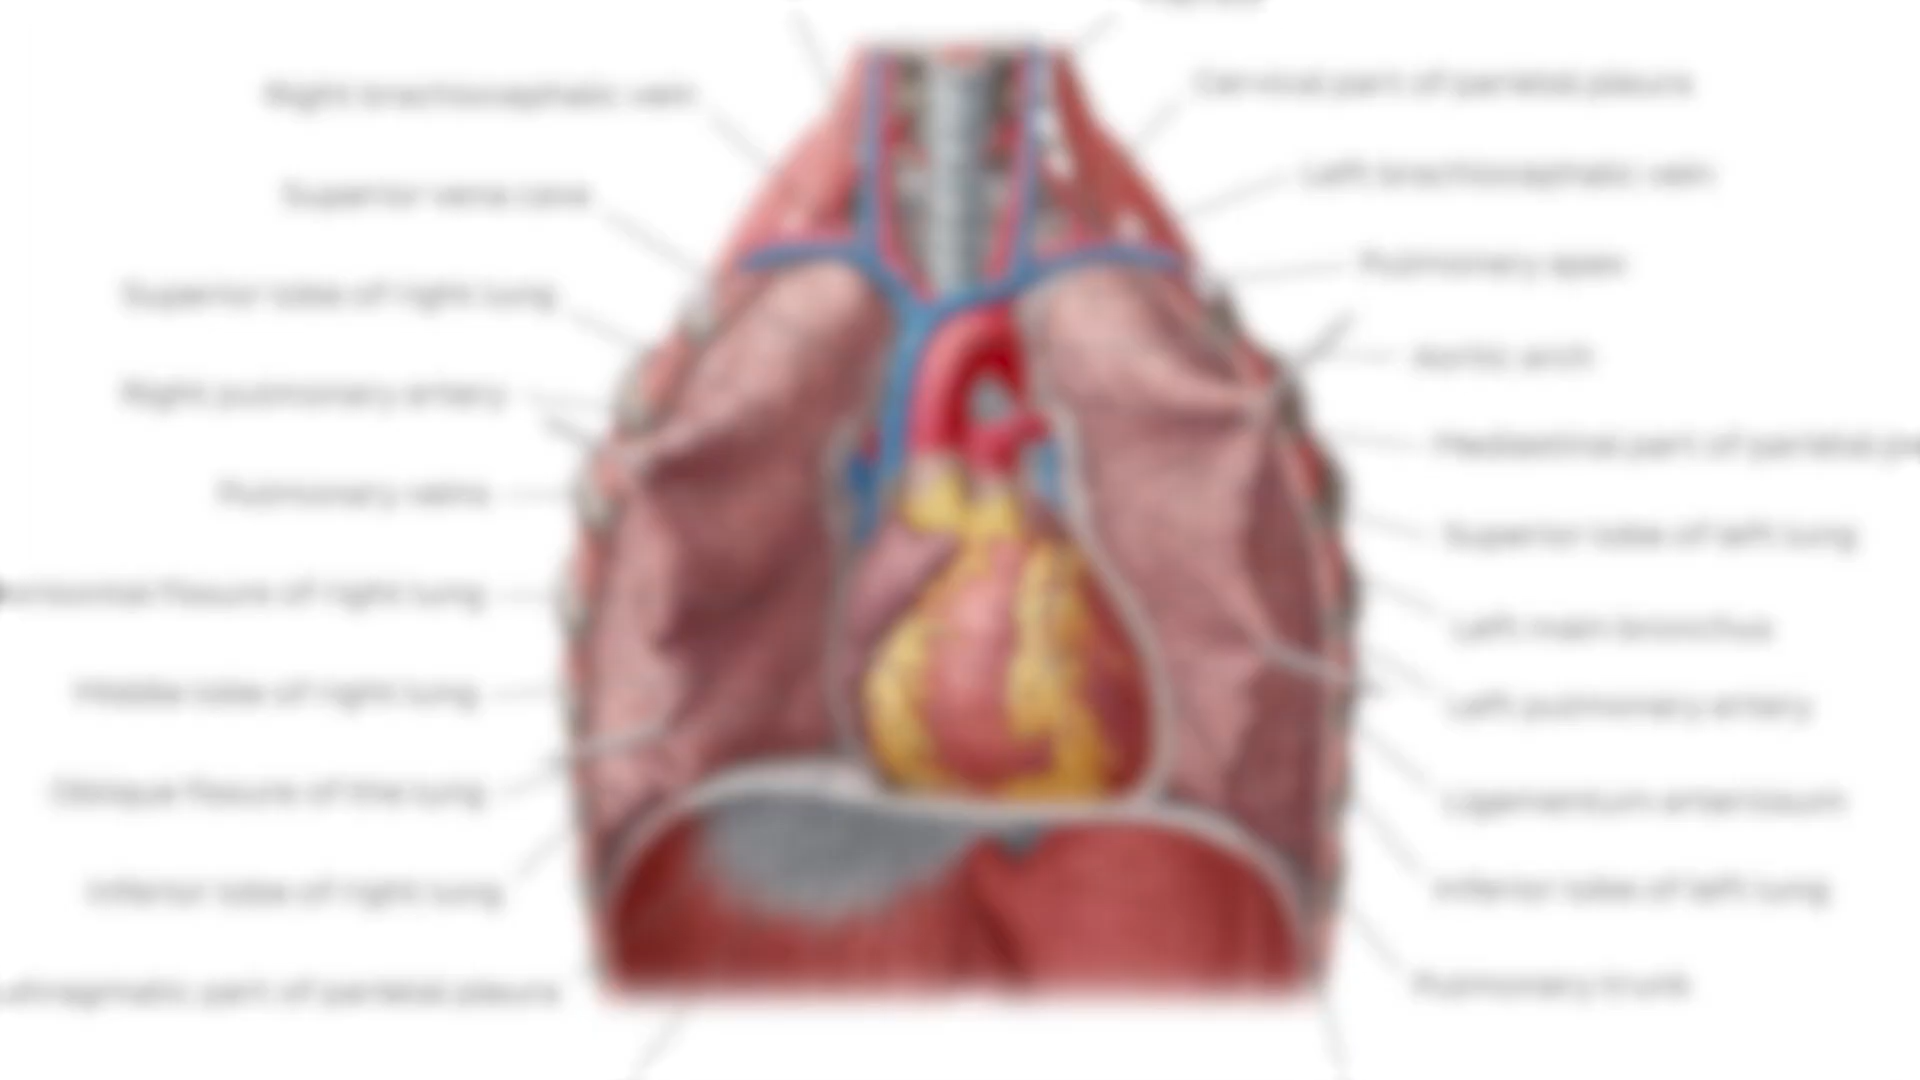 Right brachiocephalic vein
Superior vena cava
Superior lobe of right lung
Right pulmonary artery
Pulmonary veins
fissure of right lung
Middle lobe of right lung
Oblique fissure of the lung
Inferior lobe of right lung
part of parietal pleura
Cervical part of parietal pleura
Left brachiocephalic vein
Pulmonary apex
Aortic arch
Mediastinal part of parietal
Superior lobe of left lung
Left main bronchus
Left pulmonary artery
Ligamentum arteriosum
Inferior lobe of left lung
Pulmonary trunk